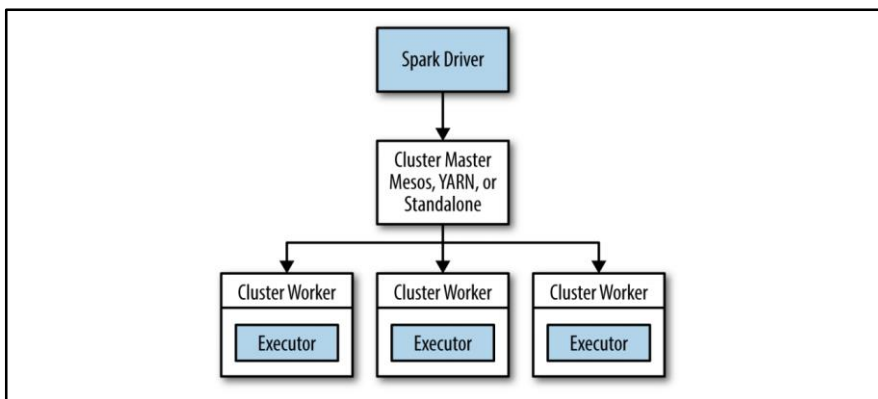 Spark Driver
Cluster Master
Mesos, YARN, or
Standalone
Cluster Worker
Cluster Worker
Cluster Worker
Executor
Executor
Executor